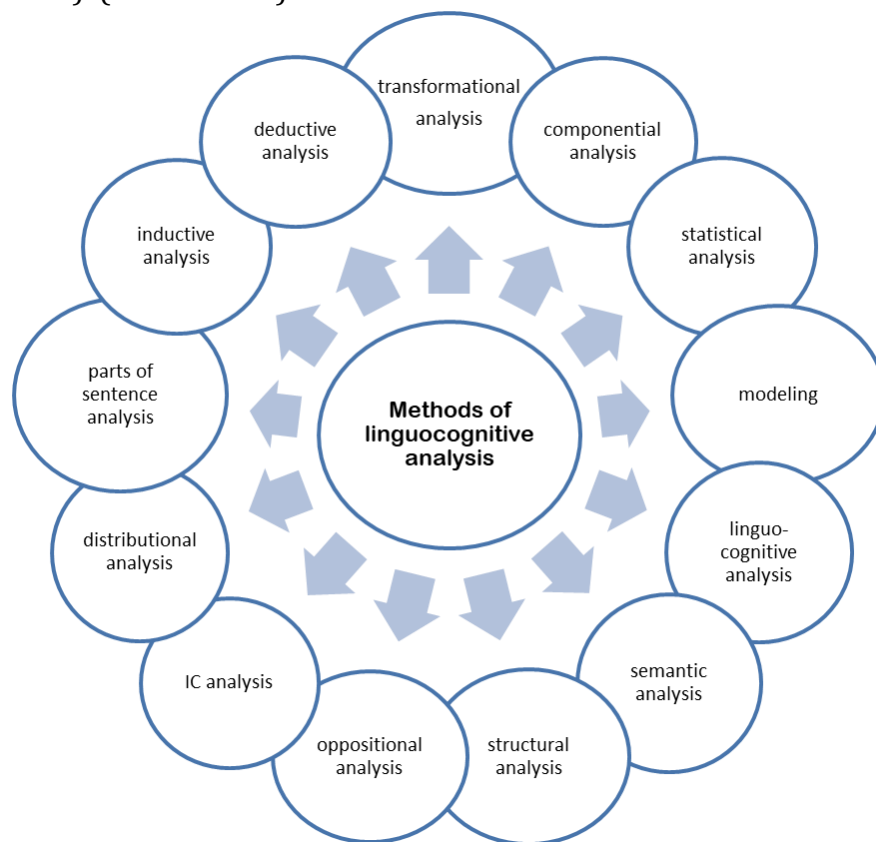 transformational
analysis
componential
analysis
statistical
analysis
modeling
linguo-
cognitive
analysis
semantic
analysis
structural
analysis
oppositional
analysis
IC analysis
distributional
analysis
parts of
sentence
analysis
inductive
analysis
deductive
analysis
Methods of
linguocognitive
analysis